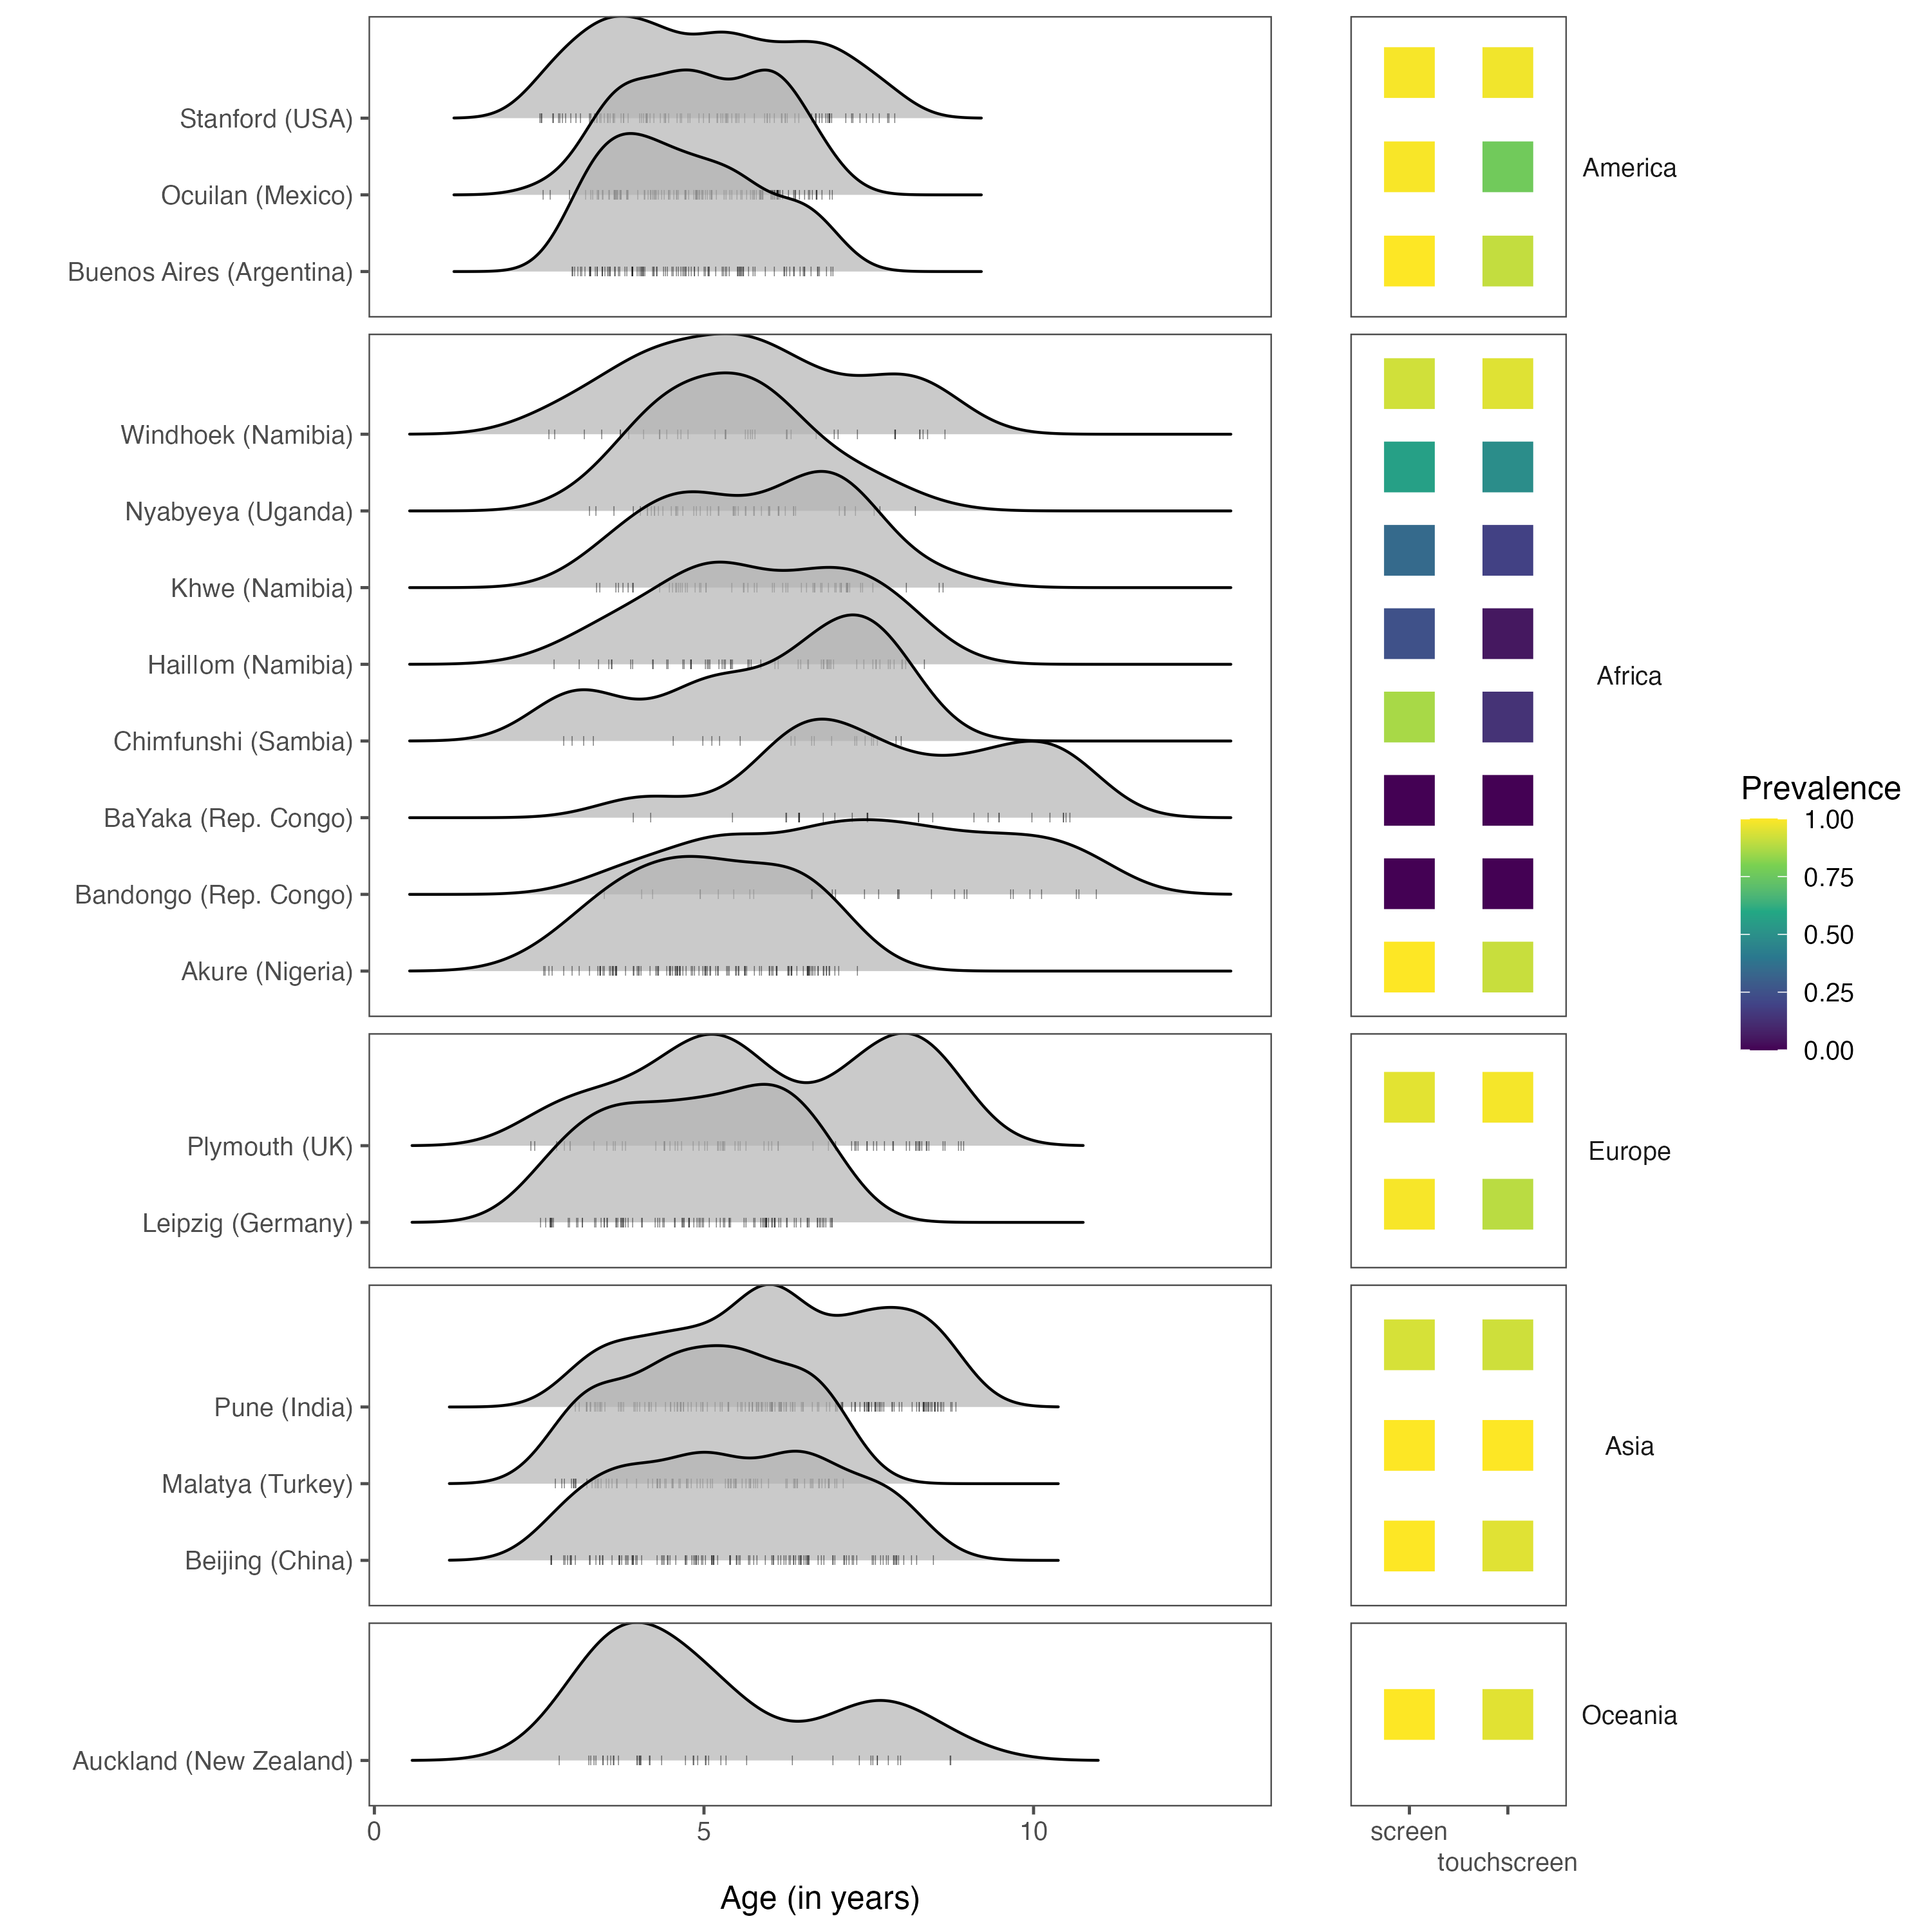 Stanford (USA)
Ocuilan (Mexico)
Buenos Aires (Argentina)
America
Windhoek (Namibia)
Nyabyeya (Uganda)
Khwe (Namibia)
Haillom (Namibia)
Chimfunshi (Sambia)
BaYaka (Rep. Congo)
Bandongo (Rep. Congo)
Akure (Nigeria)
Africa
Plymouth (UK)
Leipzig (Germany)
Europe
Pune (India)
Malatya (Turkey)
Beijing (China)
Asia
Auckland (New Zealand)
Oceania
0 5 10
Age (in years)
screen
touchscreen
Prevalence
1.00
0.75
0.50
0.25
0.00